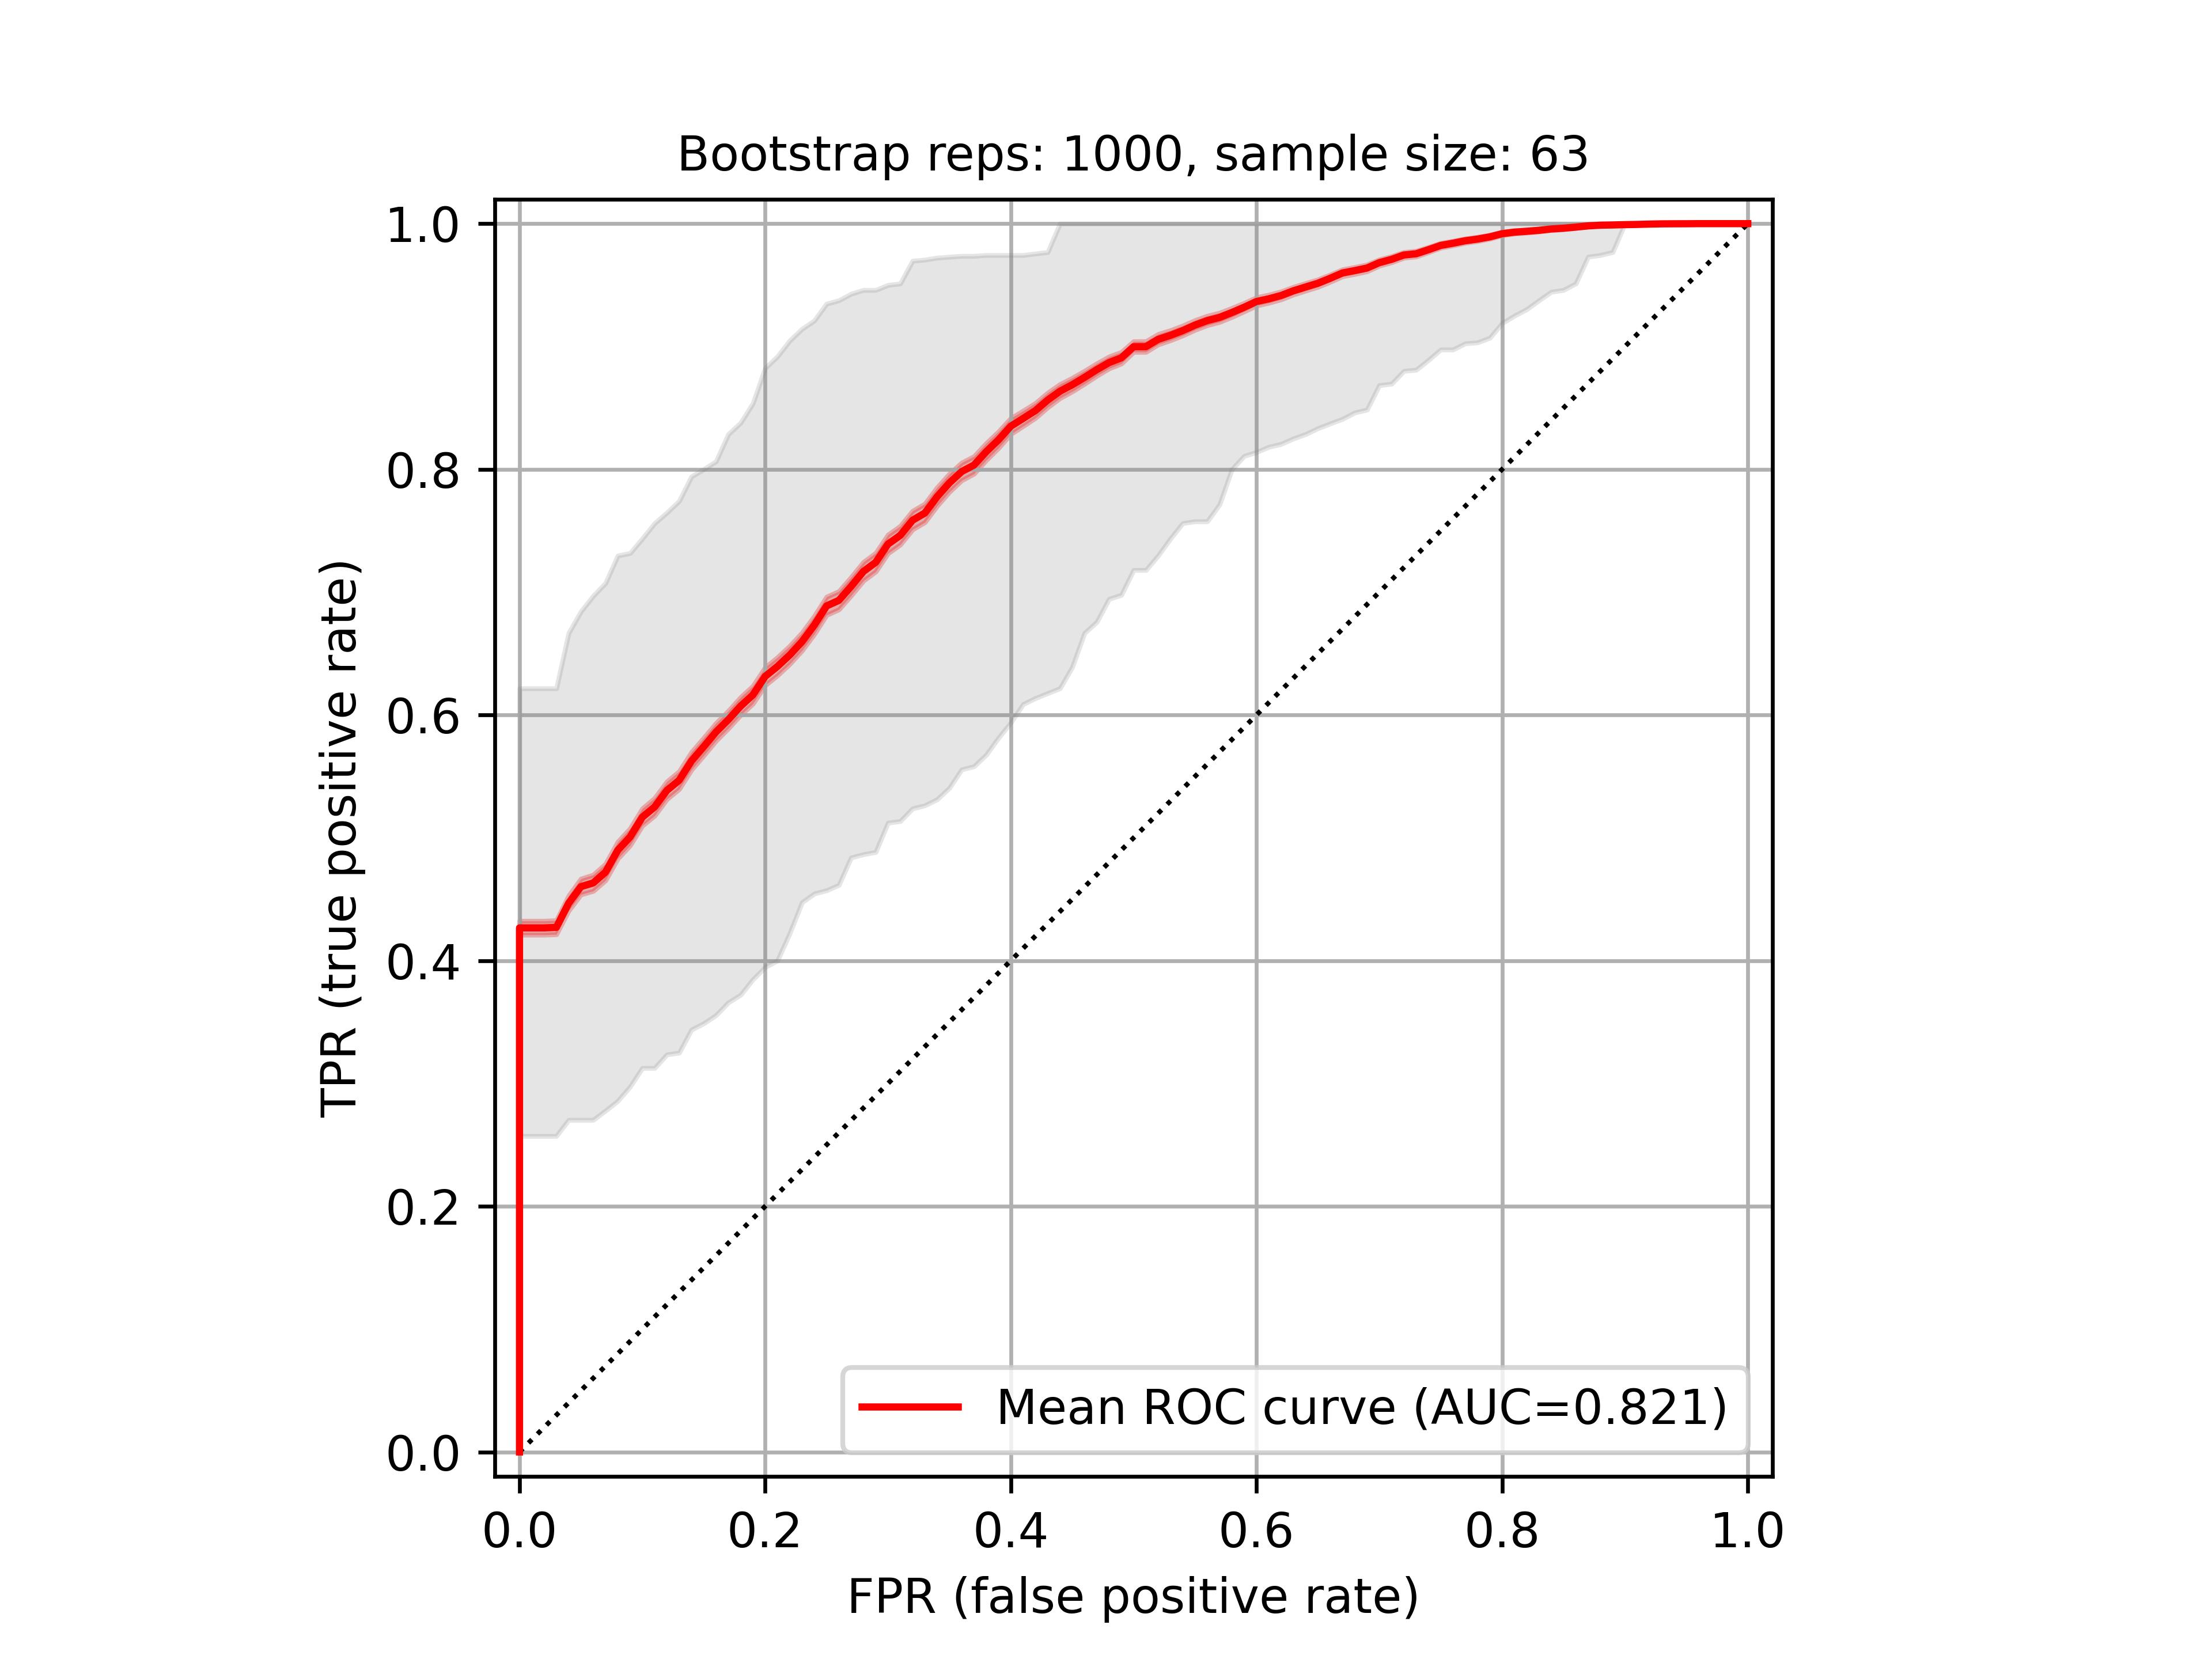 Bootstrap reps: 1000, sample size: 63
1.0
0.8
0.6
0.4
0.2
0.0
TPR (true positive rate)
Mean ROC curve (AUC=0.821)
0.0 0.2 0.4 0.6 0.8 1.0
FPR (false positive rate)